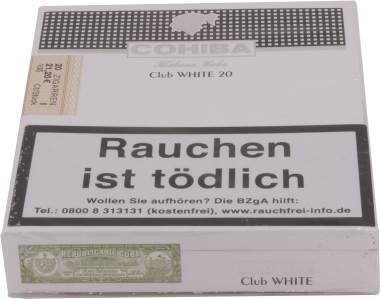 COHIBA
Habana, Cuba
Club WHITE 20
20
ZIGARREN
21,20€
Rauchen
ist tödlich
Wollen Sie aufhören? Die BZgA hilft:
Tel.: 0800 8 313131 (kostenfrei), www.rauchfrei-info.de
REPUBLICA DE CUBA
Club WHITE